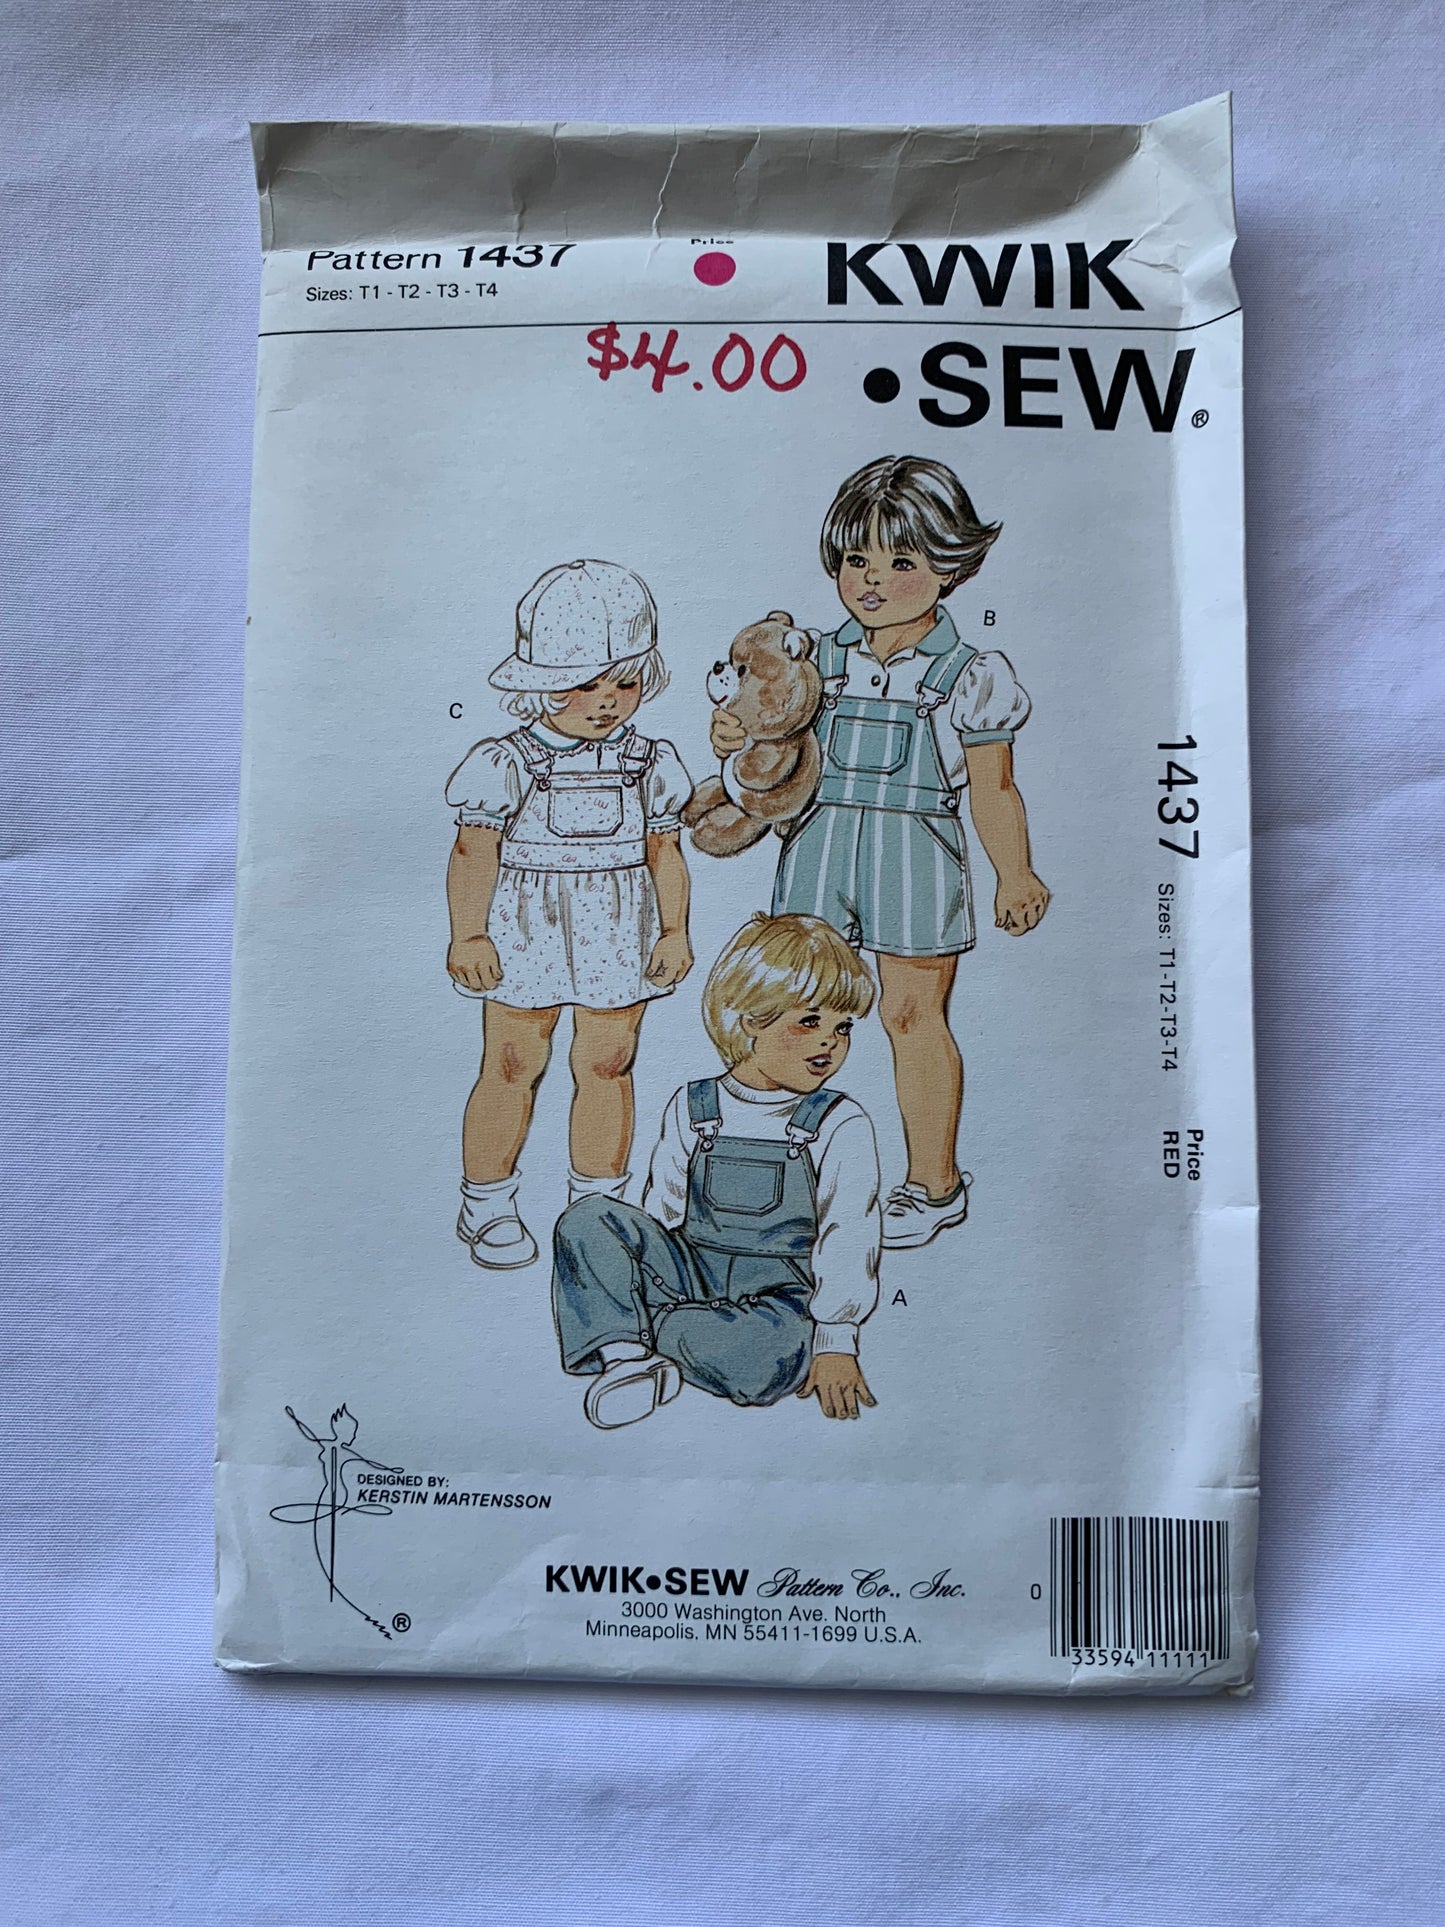 Pattern 1437
Price
KWIK
Sizes: T1 - T2 - T3 - T4
$4.00
•SEW®
B
C
1437 Sizes: T1-T2-T3-T4 Price RED
A
DESIGNED BY:
KERSTIN MARTENSSON
®
KWIK•SEW Pattern Co., Inc.
3000 Washington Ave. North
Minneapolis, MN 55411-1699 U.S.A.
0 33594 11111